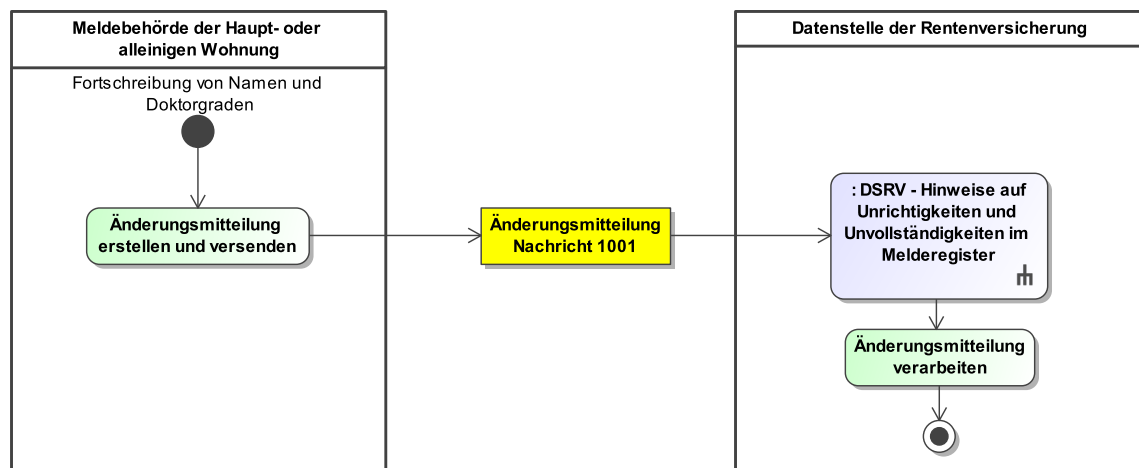 Meldebehörde der Haupt- oder
alleinigen Wohnung
Fortschreibung von Namen und
Doktorgraden
Änderungsmitteilung
erstellen und versenden
Änderungsmitteilung
Nachricht 1001
Datenstelle der Rentenversicherung
: DSRV - Hinweise auf
Unrichtigkeiten und
Unvollständigkeiten im
Melderegister
Änderungsmitteilung
verarbeiten